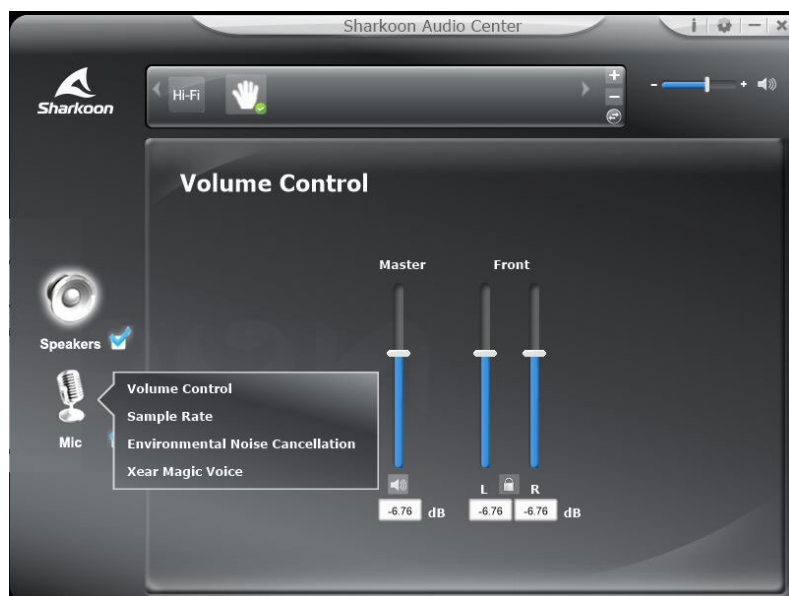 Sharkoon Audio Center
Sharkoon
Hi-Fi
Volume Control
Master Front
Speakers
Volume Control
Sample Rate
Mic
Environmental Noise Cancellation
Xear Magic Voice
L R
-6.76 dB -6.76 -6.76 dB